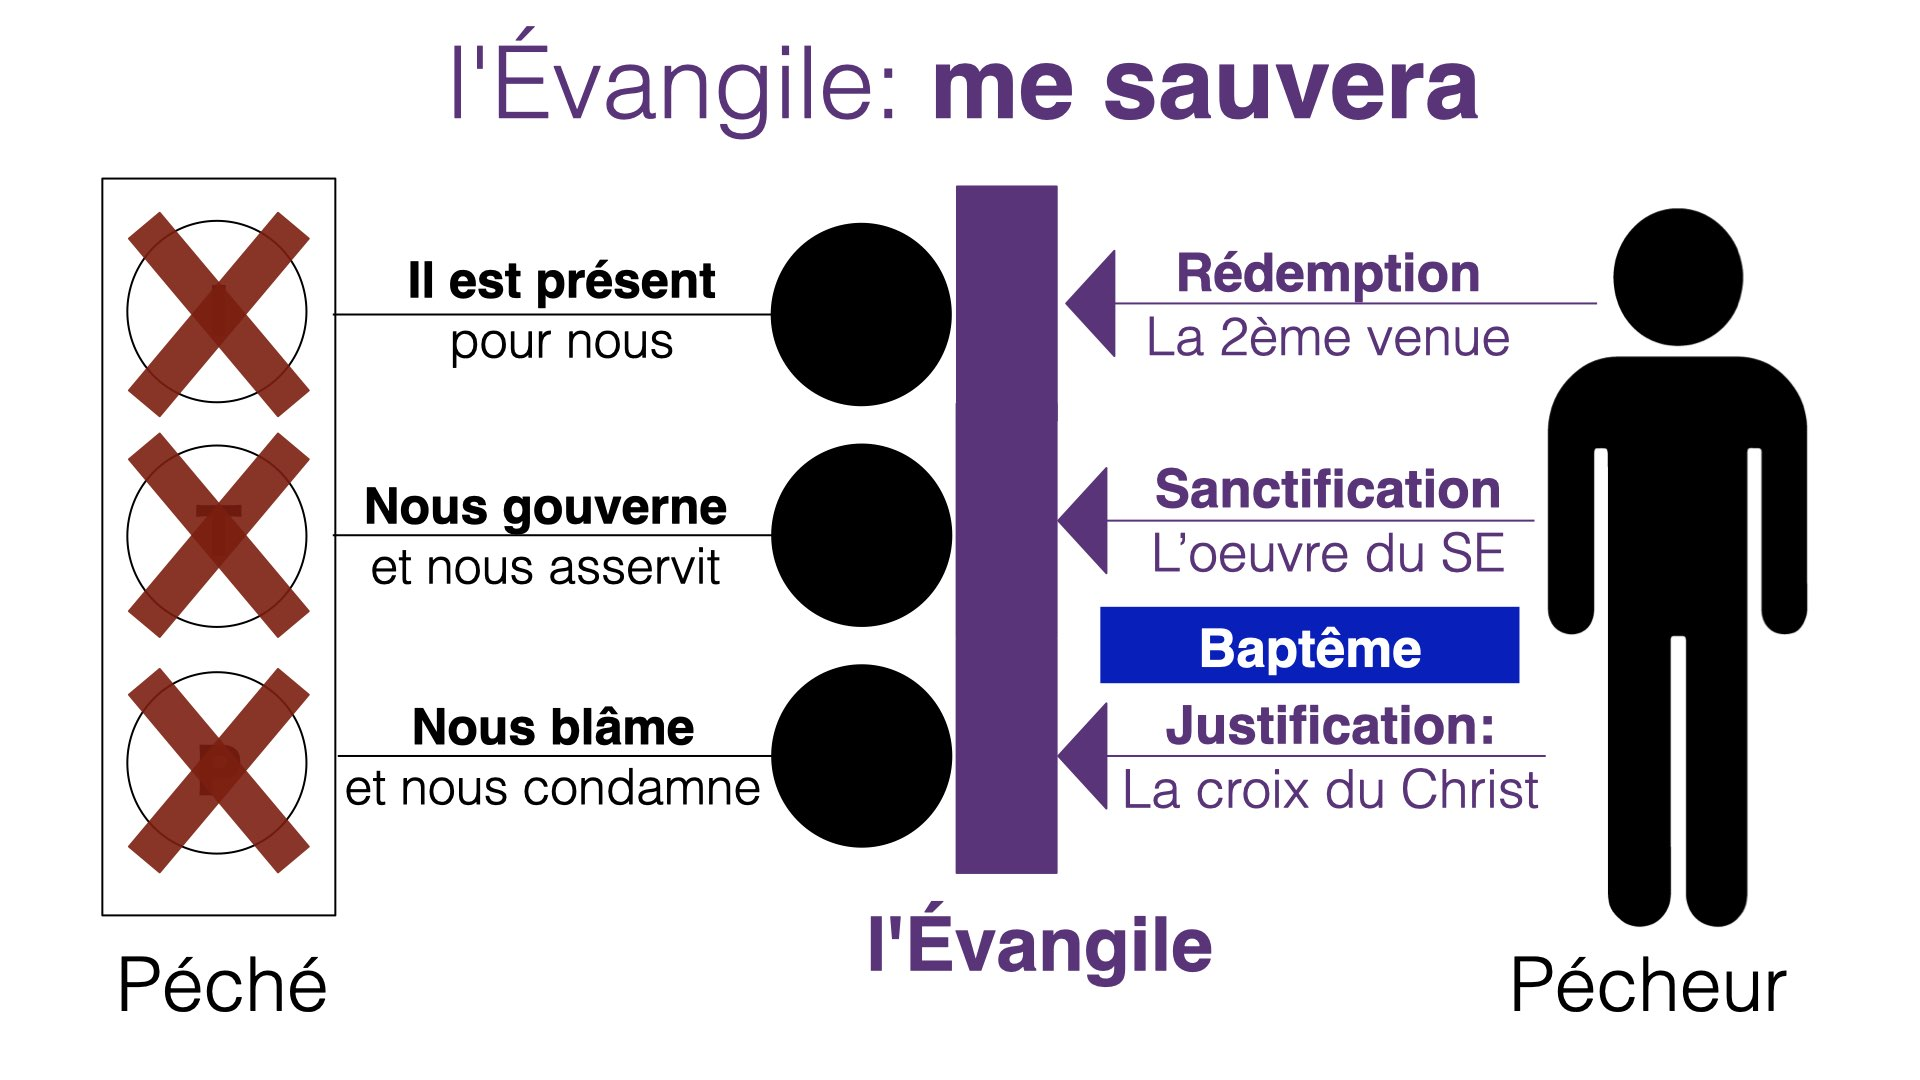 l'Évangile: me sauvera
Il est présent
pour nous
Rédemption
La 2ème venue
T
Nous gouverne
et nous asservit
Sanctification
L’oeuvre du SE
Baptême
P
Nous blâme
et nous condamne
Justification:
La croix du Christ
l'Évangile
Péché
Pécheur